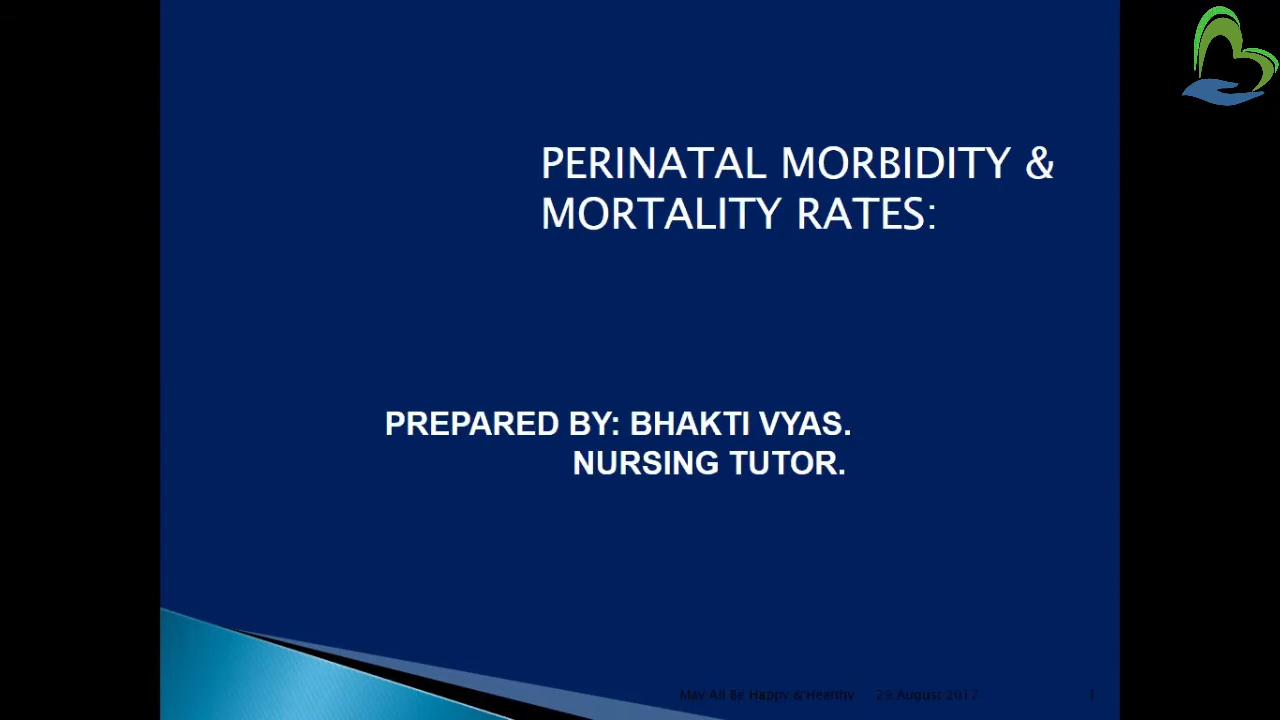 PERINATAL MORBIDITY &
MORTALITY RATES:
PREPARED BY: BHAKTI VYAS.
NURSING TUTOR.
May All Be Happy & Healthy 29 August 2017 1